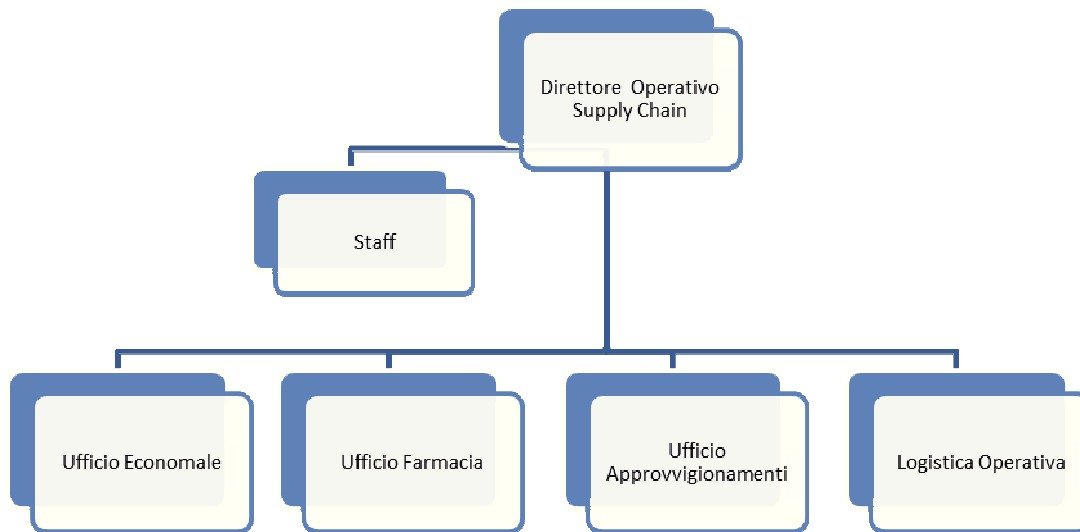 Direttore Operativo
Supply Chain
Staff
Ufficio Economale
Ufficio Farmacia
Ufficio
Approvvigionamenti
Logistica Operativa